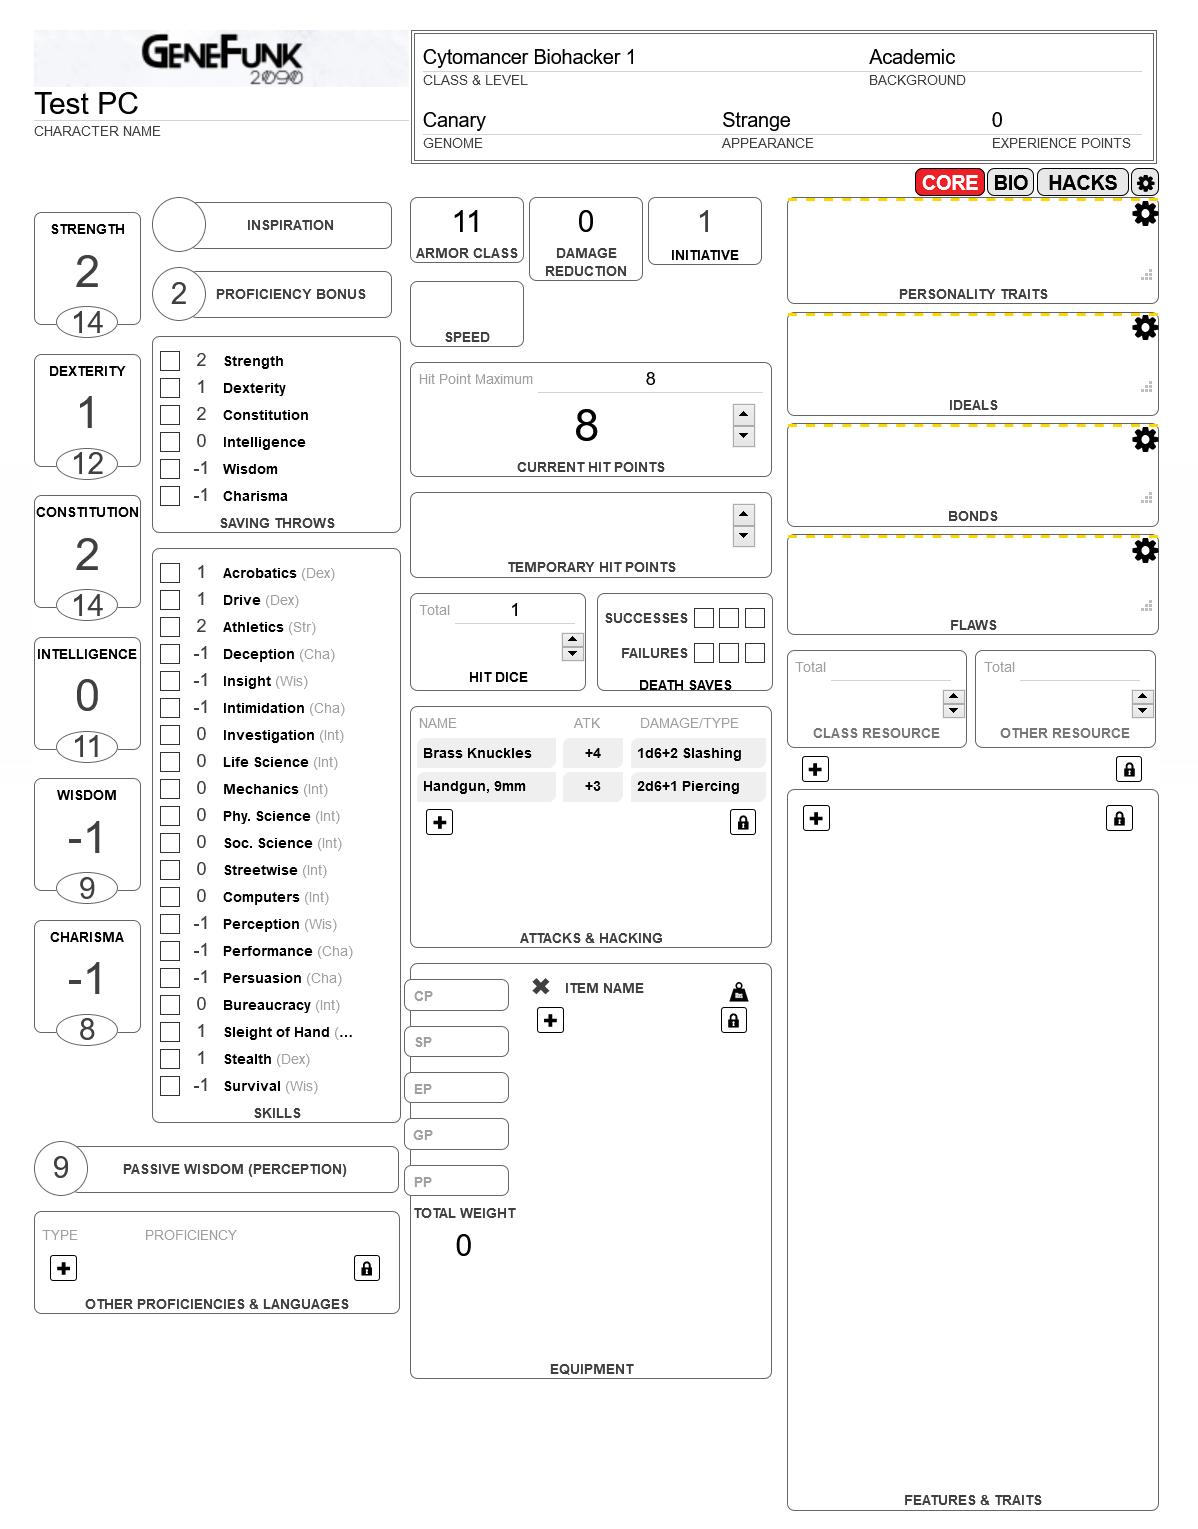 GENEFUNK
2090
Test PC
CHARACTER NAME
Cytomancer Biohacker 1
Academic
CLASS & LEVEL
BACKGROUND
Canary
Strange
0
GENOME
APPEARANCE
EXPERIENCE POINTS
CORE
BIO
HACKS
STRENGTH
2
14
DEXTERITY
1
12
CONSTITUTION
2
14
INTELLIGENCE
0
11
WISDOM
-1
9
CHARISMA
-1
8
INSPIRATION
2 PROFICIENCY BONUS
2 Strength
1 Dexterity
2 Constitution
0 Intelligence
-1 Wisdom
-1 Charisma
SAVING THROWS
1 Acrobatics (Dex)
1 Drive (Dex)
2 Athletics (Str)
-1 Deception (Cha)
-1 Insight (Wis)
-1 Intimidation (Cha)
0 Investigation (Int)
0 Life Science (Int)
0 Mechanics (Int)
0 Phy. Science (Int)
0 Soc. Science (Int)
0 Streetwise (Int)
0 Computers (Int)
-1 Perception (Wis)
-1 Performance (Cha)
-1 Persuasion (Cha)
0 Bureaucracy (Int)
1 Sleight of Hand (...
1 Stealth (Dex)
-1 Survival (Wis)
SKILLS
9 PASSIVE WISDOM (PERCEPTION)
TYPE PROFICIENCY
OTHER PROFICIENCIES & LANGUAGES
11
ARMOR CLASS
0
DAMAGE
REDUCTION
1
INITIATIVE
SPEED
Hit Point Maximum 8
8
CURRENT HIT POINTS
TEMPORARY HIT POINTS
Total 1
HIT DICE
SUCCESSES
FAILURES
DEATH SAVES
NAME ATK DAMAGE/TYPE
Brass Knuckles +4 1d6+2 Slashing
Handgun, 9mm +3 2d6+1 Piercing
ATTACKS & HACKING
CP
SP
EP
GP
PP
TOTAL WEIGHT
0
ITEM NAME
EQUIPMENT
PERSONALITY TRAITS
IDEALS
BONDS
FLAWS
Total
CLASS RESOURCE
Total
OTHER RESOURCE
FEATURES & TRAITS